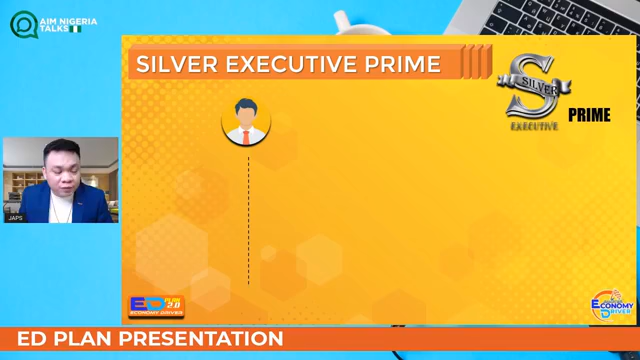 AIM NIGERIA
TALKS
SILVER EXECUTIVE PRIME
S
SILVER
EXECUTIVE
PRIME
JAPS
ED PLAN
2.0
ECONOMY DRIVER
ECONOMY
DRIVER
ED PLAN PRESENTATION